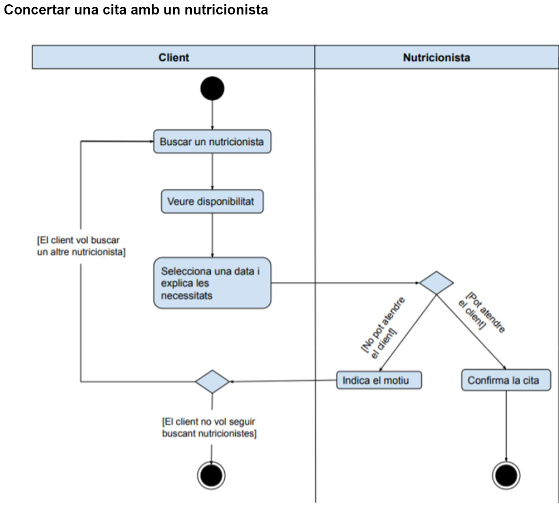 Concertar una cita amb un nutricionista
Client
Nutricionista
Buscar un nutricionista
Veure disponibilitat
[El client vol buscar
un altre nutricionista]
Selecciona una data i
explica les
necessitats
[No pot atendre
el client]
[Pot atendre
el client]
Indica el motiu
Confirma la cita
[El client no vol seguir
buscant nutricionistes]